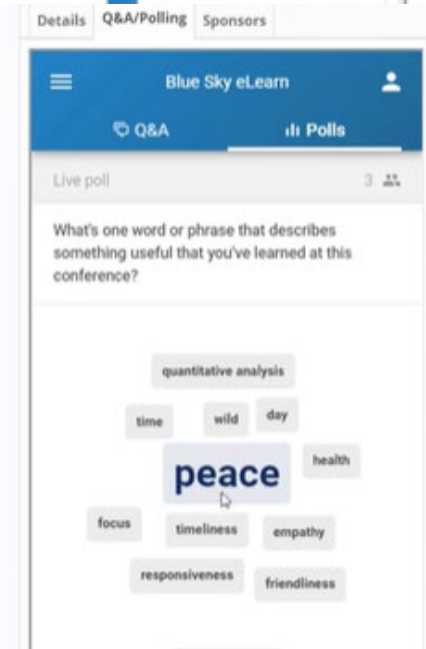 Details Q&A/Polling Sponsors
Blue Sky eLearn
Q&A Polls
Live poll 3
What's one word or phrase that describes
something useful that you've learned at this
conference?
quantitative analysis
time wild day
peace health
focus timeliness empathy
responsiveness friendliness